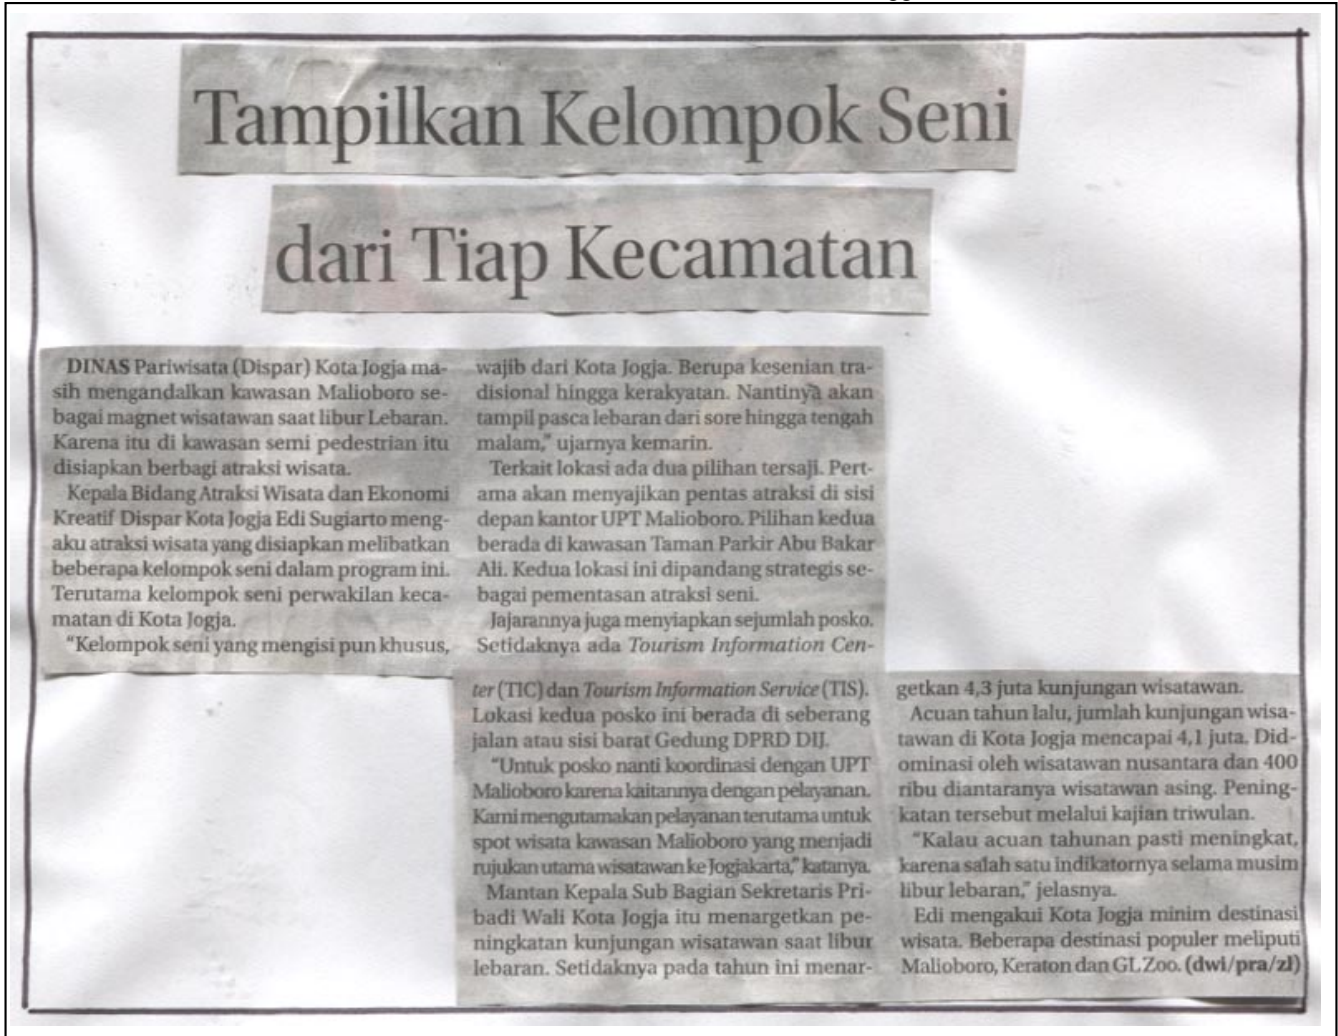 Tampilkan Kelompok Seni
dari Tiap Kecamatan
DINAS Pariwisata (Dispar) Kota Jogja ma-
sih mengandalkan kawasan Malioboro se-
bagai magnet wisatawan saat libur Lebaran.
Karena itu di kawasan semi pedestrian itu
disiapkan berbagi atraksi wisata.
Kepala Bidang Atraksi Wisata dan Ekonomi
Kreatif Dispar Kota Jogja Edi Sugiarto meng-
aku atraksi wisata yang disiapkan melibatkan
beberapa kelompok seni dalam program ini.
Terutama kelompok seni perwakilan keca-
matan di Kota Jogja.
“Kelompok seni yang mengisi pun khusus,
wajib dari Kota Jogja. Berupa kesenian tra-
disional hingga kerakyatan. Nantinya akan
tampil pasca lebaran dari sore hingga tengah
malam,” ujarnya kemarin.
Terkait lokasi ada dua pilihan tersaji. Pert-
ama akan menyajikan pentas atraksi di sisi
depan kantor UPT Malioboro. Pilihan kedua
berada di kawasan Taman Parkir Abu Bakar
Ali. Kedua lokasi ini dipandang strategis se-
bagai pementasan atraksi seni.
Jajarannya juga menyiapkan sejumlah posko.
Setidaknya ada Tourism Information Cen-
ter (TIC) dan Tourism Information Service (TIS).
Lokasi kedua posko ini berada di seberang
jalan atau sisi barat Gedung DPRD DIJ.
“Untuk posko nanti koordinasi dengan UPT
Malioboro karena kaitannya dengan pelayanan.
Kami mengutamakan pelayanan terutama untuk
spot wisata kawasan Malioboro yang menjadi
rujukan utama wisatawan ke Jogjakarta,” katanya.
Mantan Kepala Sub Bagian Sekretaris Pri-
badi Wali Kota Jogja itu menargetkan pe-
ningkatan kunjungan wisatawan saat libur
lebaran. Setidaknya pada tahun ini menar-
getkan 4,3 juta kunjungan wisatawan.
Acuan tahun lalu, jumlah kunjungan wisa-
tawan di Kota Jogja mencapai 4,1 juta. Did-
ominasi oleh wisatawan nusantara dan 400
ribu diantaranya wisatawan asing. Pening-
katan tersebut melalui kajian triwulan.
“Kalau acuan tahunan pasti meningkat,
karena salah satu indikatornya selama musim
libur lebaran,” jelasnya.
Edi mengakui Kota Jogja minim destinasi
wisata. Beberapa destinasi populer meliputi
Malioboro, Keraton dan GL Zoo. (dwi/pra/zl)